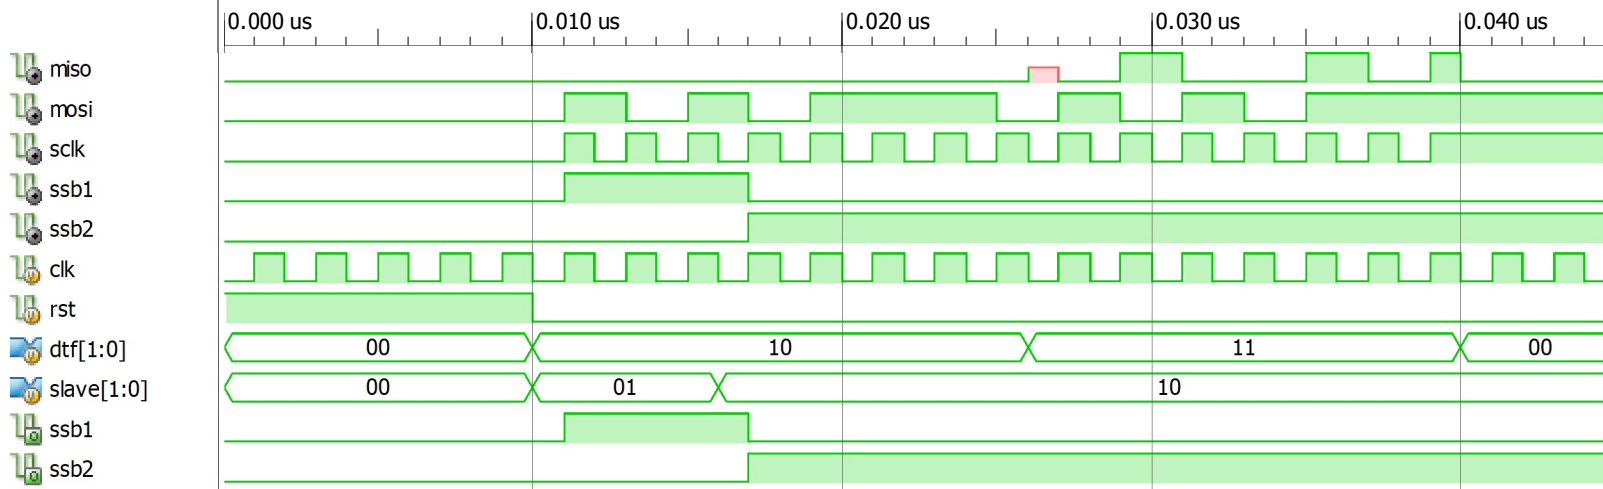 0.000 us 0.010 us 0.020 us 0.030 us 0.040 us
miso
mosi
sclk
ssb1
ssb2
clk
rst
dtf[1:0] 00 10 11 00
slave[1:0] 00 01 10
ssb1
ssb2